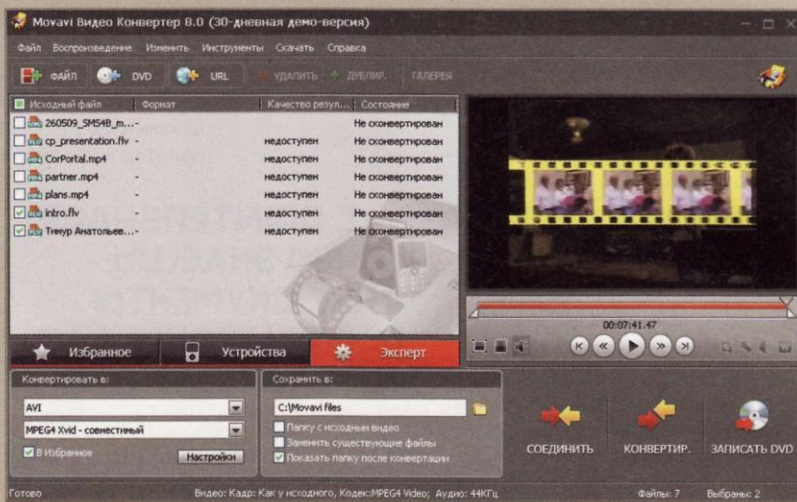 Movavi Видео Конвертер 8.0 (30-дневная демо-версия)
Файл Воспроизведение Изменить Инструменты Скачать Справка
ФАЙЛ DVD URL УДАЛИТЬ ДУБЛИР. ГАЛЕРЕЯ
Исходный файл Формат Качество резул... Состояние
260509_SMS4B_m... - Не сконвертирован
cp_presentation.flv - недоступен Не сконвертирован
CorPortal.mp4 - недоступен Не сконвертирован
partner.mp4 - недоступен Не сконвертирован
plans.mp4 - недоступен Не сконвертирован
intro.flv - недоступен Не сконвертирован
Тимур Анатольев... - недоступен Не сконвертирован
00:07:41.47
Избранное Устройства Эксперт
Конвертировать в:
AVI
MPEG4 Xvid - совместимый
В Избранное Настройки
Сохранить в:
C:\Movavi files
Папку с исходным видео
Заменить существующие файлы
Показать папку после конвертации
СОЕДИНИТЬ КОНВЕРТИР. ЗАПИСАТЬ DVD
Готово Видео: Кадр: Как у исходного, Кодек:MPEG4 Video; Аудио: 44КГц Файлы: 7 Выбраны: 2